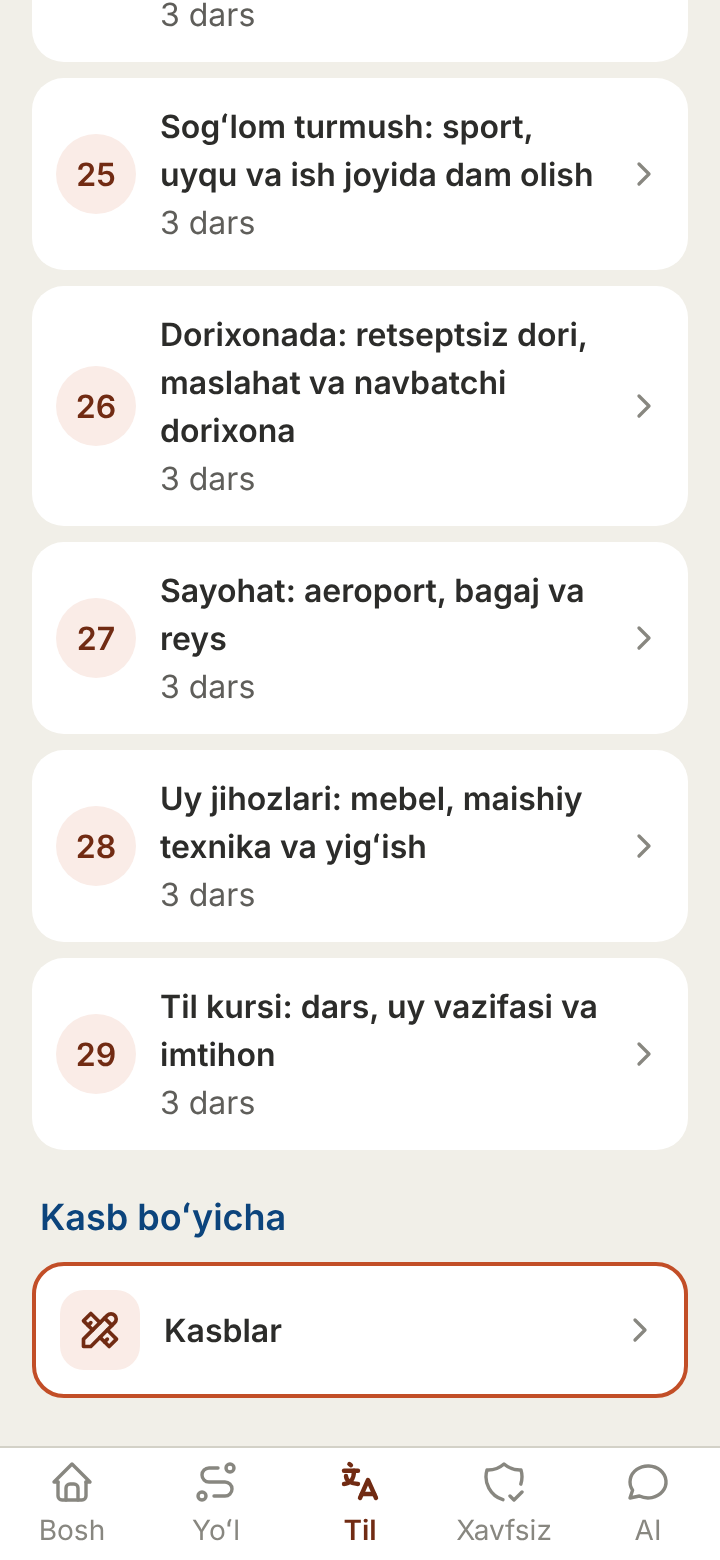 3 dars
25
Sogʻlom turmush: sport,
uyqu va ish joyida dam olish
3 dars
26
Dorixonada: retseptsiz dori,
maslahat va navbatchi
dorixona
3 dars
27
Sayohat: aeroport, bagaj va
reys
3 dars
28
Uy jihozlari: mebel, maishiy
texnika va yigʻish
3 dars
29
Til kursi: dars, uy vazifasi va
imtihon
3 dars
Kasb boʻyicha
Kasblar
Bosh
Yoʻl
Til
Xavfsiz
AI